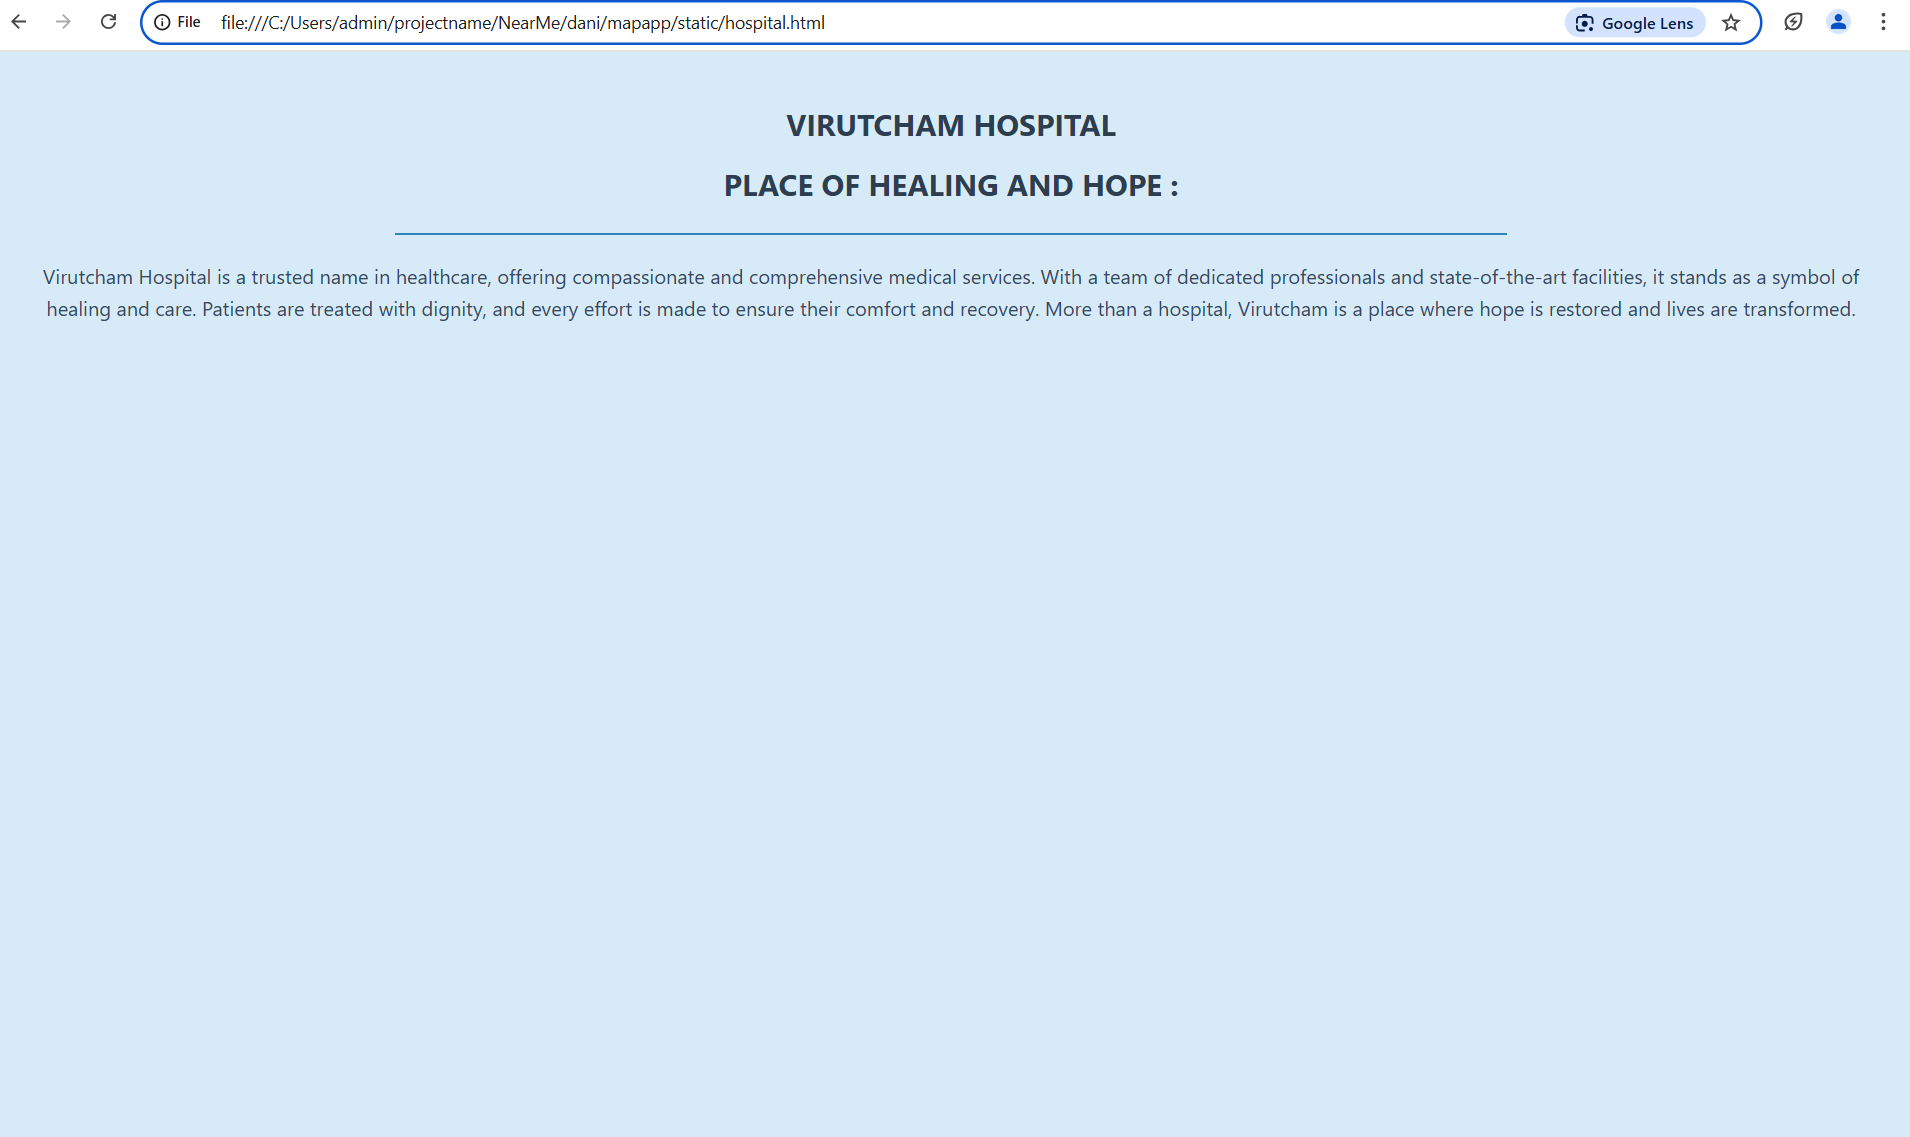 File file:///C:/Users/admin/projectname/NearMe/dani/mapapp/static/hospital.html Google Lens
VIRUTCHAM HOSPITAL
PLACE OF HEALING AND HOPE :
Virutcham Hospital is a trusted name in healthcare, offering compassionate and comprehensive medical services. With a team of dedicated professionals and state-of-the-art facilities, it stands as a symbol of
healing and care. Patients are treated with dignity, and every effort is made to ensure their comfort and recovery. More than a hospital, Virutcham is a place where hope is restored and lives are transformed.